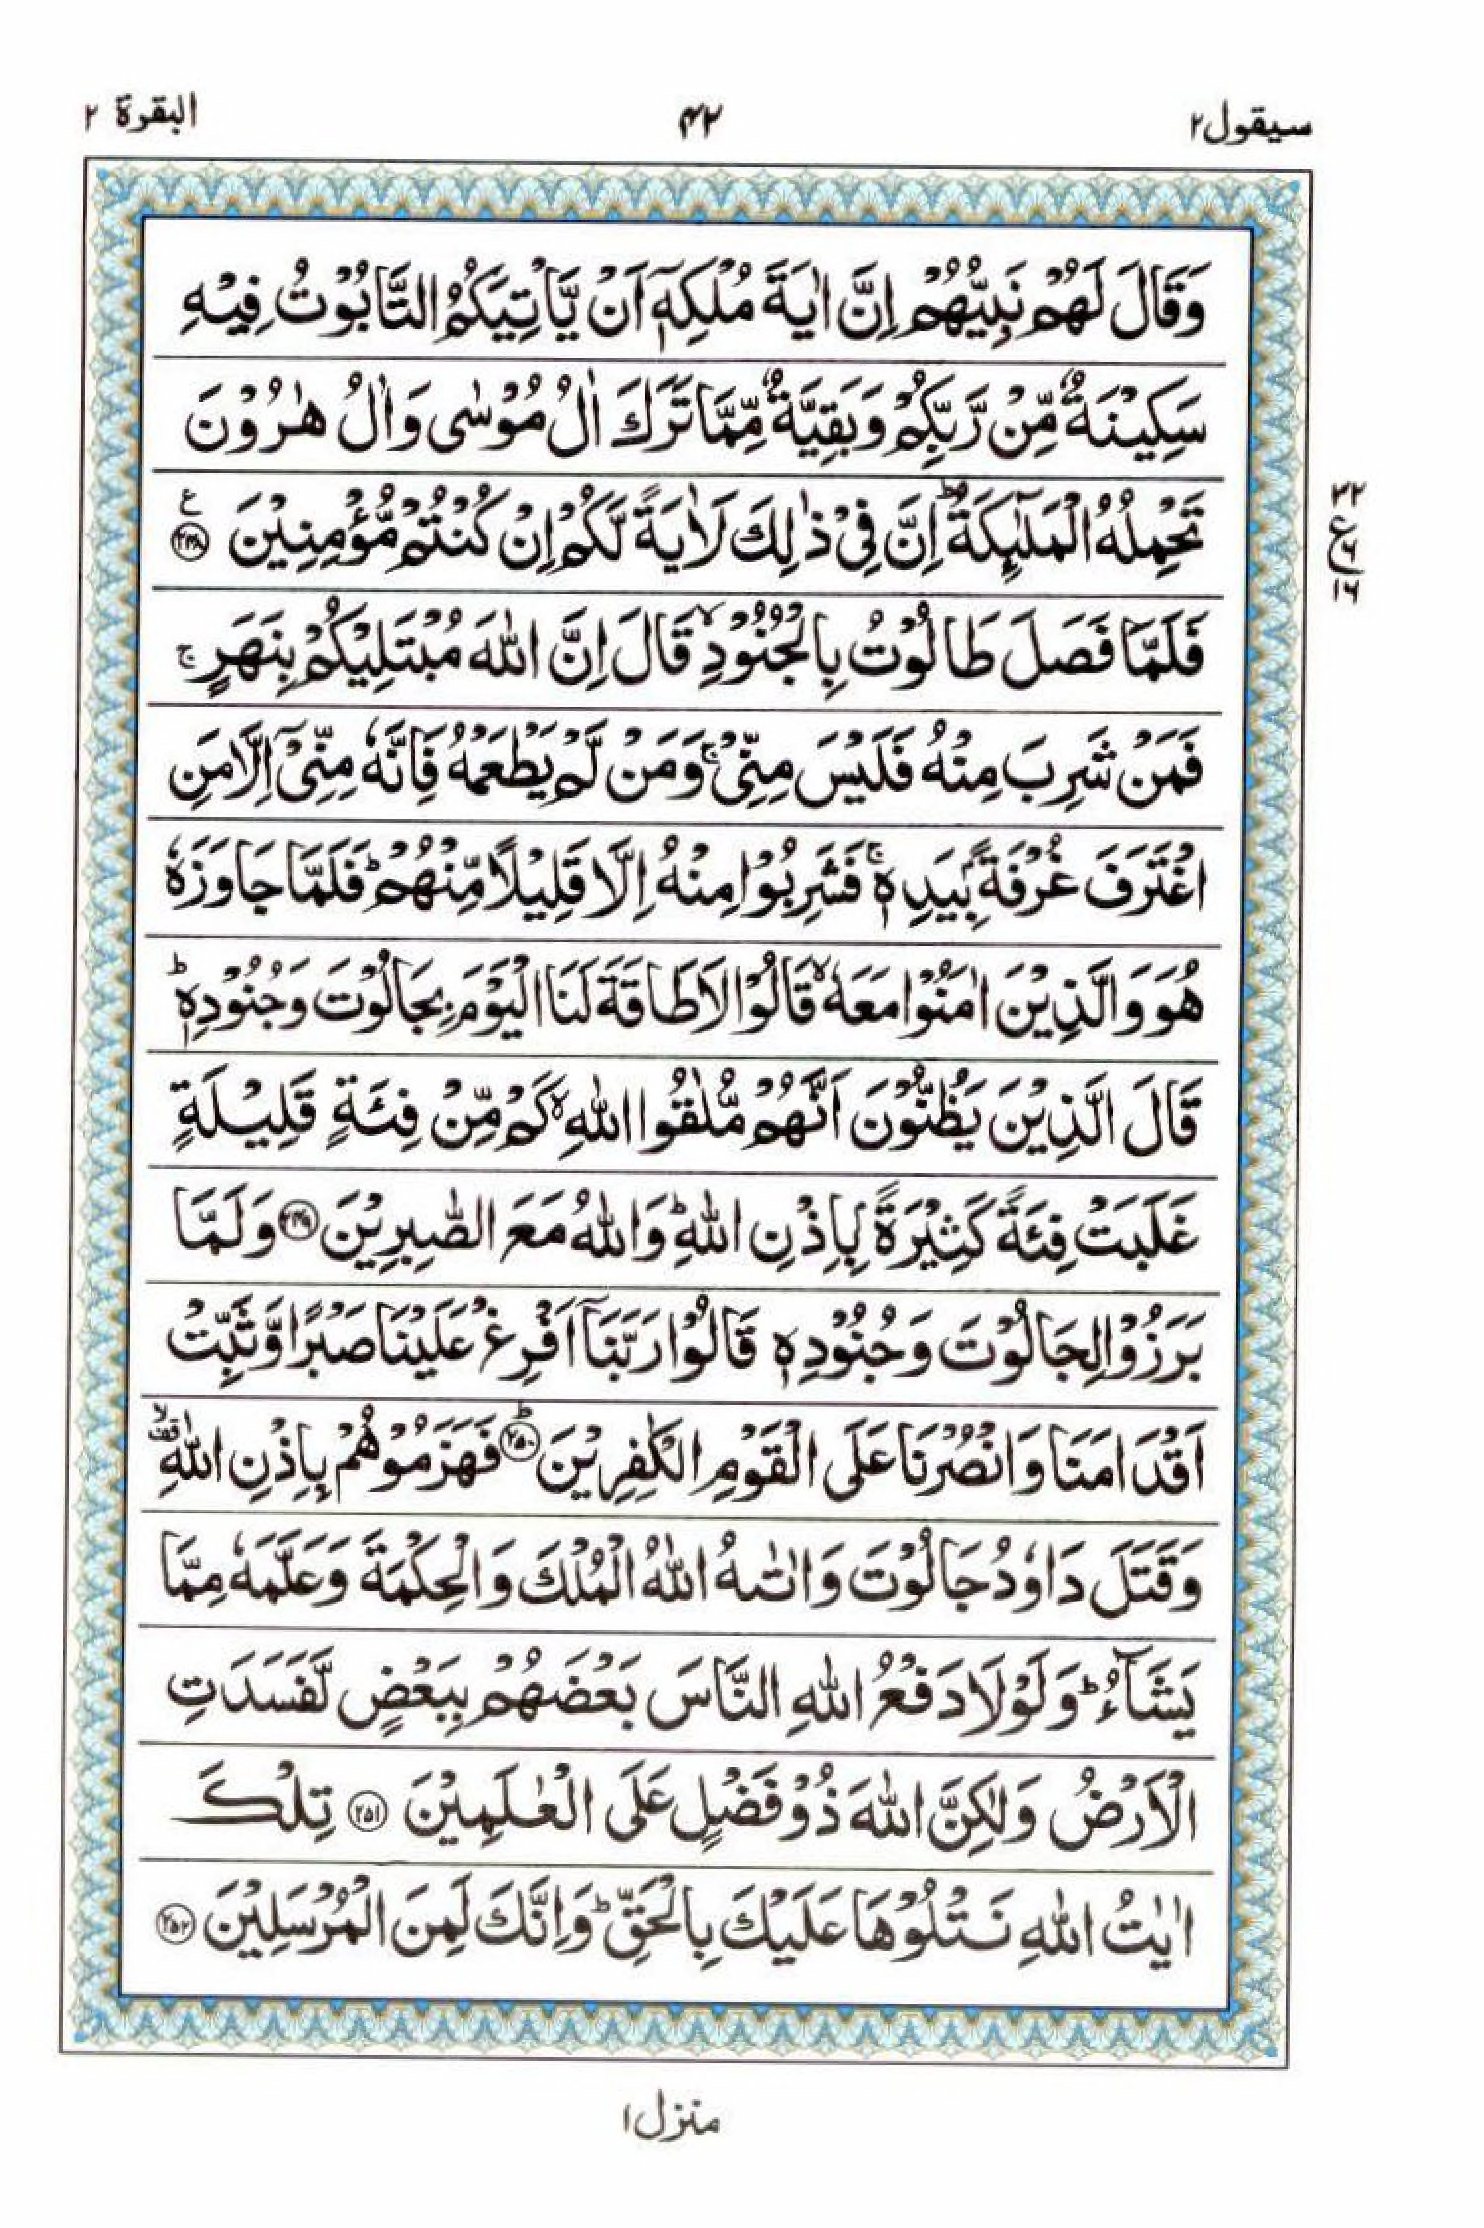 سيقول٢ ٤٢ البقرة ٢
وَقَالَ لَهُمْ نَبِيُّهُمْ اِنَّ اٰيَةَ مُلْكِهٖٓ اَنْ يَّاْتِيَكُمُ التَّابُوْتُ فِيْهِ
سَكِيْنَةٌ مِّنْ رَّبِّكُمْ وَبَقِيَّةٌ مِّمَّا تَرَكَ اٰلُ مُوْسٰى وَاٰلُ هٰرُوْنَ
تَحْمِلُهُ الْمَلٰٓئِكَةُ ؕ اِنَّ فِيْ ذٰلِكَ لَاٰيَةً لَّكُمْ اِنْ كُنْتُمْ مُّؤْمِنِيْنَ ﴿٢٤٨﴾ ع
٣٢
ع ٦
١٦
فَلَمَّا فَصَلَ طَالُوْتُ بِالْجُنُوْدِ ۙ قَالَ اِنَّ اللّٰهَ مُبْتَلِيْكُمْ بِنَهَرٍ ۚ
فَمَنْ شَرِبَ مِنْهُ فَلَيْسَ مِنِّيْ ۚ وَمَنْ لَّمْ يَطْعَمْهُ فَاِنَّهٗ مِنِّيْٓ اِلَّا مَنِ
اغْتَرَفَ غُرْفَةًۢ بِيَدِهٖ ۚ فَشَرِبُوْا مِنْهُ اِلَّا قَلِيْلًا مِّنْهُمْ ؕ فَلَمَّا جَاوَزَهٗ
هُوَ وَالَّذِيْنَ اٰمَنُوْا مَعَهٗ ۙ قَالُوْا لَا طَاقَةَ لَنَا الْيَوْمَ بِجَالُوْتَ وَجُنُوْدِهٖ ؕ
قَالَ الَّذِيْنَ يَظُنُّوْنَ اَنَّهُمْ مُّلٰقُوا اللّٰهِ ۙ كَمْ مِّنْ فِئَةٍ قَلِيْلَةٍ
غَلَبَتْ فِئَةً كَثِيْرَةًۢ بِاِذْنِ اللّٰهِ ؕ وَاللّٰهُ مَعَ الصّٰبِرِيْنَ ﴿٢٤٩﴾ وَلَمَّا
بَرَزُوْا لِجَالُوْتَ وَجُنُوْدِهٖ قَالُوْا رَبَّنَآ اَفْرِغْ عَلَيْنَا صَبْرًا وَّثَبِّتْ
اَقْدَامَنَا وَانْصُرْنَا عَلَى الْقَوْمِ الْكٰفِرِيْنَ ؕ ﴿٢٥٠﴾ فَهَزَمُوْهُمْ بِاِذْنِ اللّٰهِ ۙ قف
وَقَتَلَ دَاوٗدُ جَالُوْتَ وَاٰتٰىهُ اللّٰهُ الْمُلْكَ وَالْحِكْمَةَ وَعَلَّمَهٗ مِمَّا
يَشَآءُ ؕ وَلَوْلَا دَفْعُ اللّٰهِ النَّاسَ بَعْضَهُمْ بِبَعْضٍ لَّفَسَدَتِ
الْاَرْضُ وَلٰكِنَّ اللّٰهَ ذُوْ فَضْلٍ عَلَى الْعٰلَمِيْنَ ﴿٢٥١﴾ تِلْكَ
اٰيٰتُ اللّٰهِ نَتْلُوْهَا عَلَيْكَ بِالْحَقِّ ؕ وَاِنَّكَ لَمِنَ الْمُرْسَلِيْنَ ﴿٢٥٢﴾
منزل ١